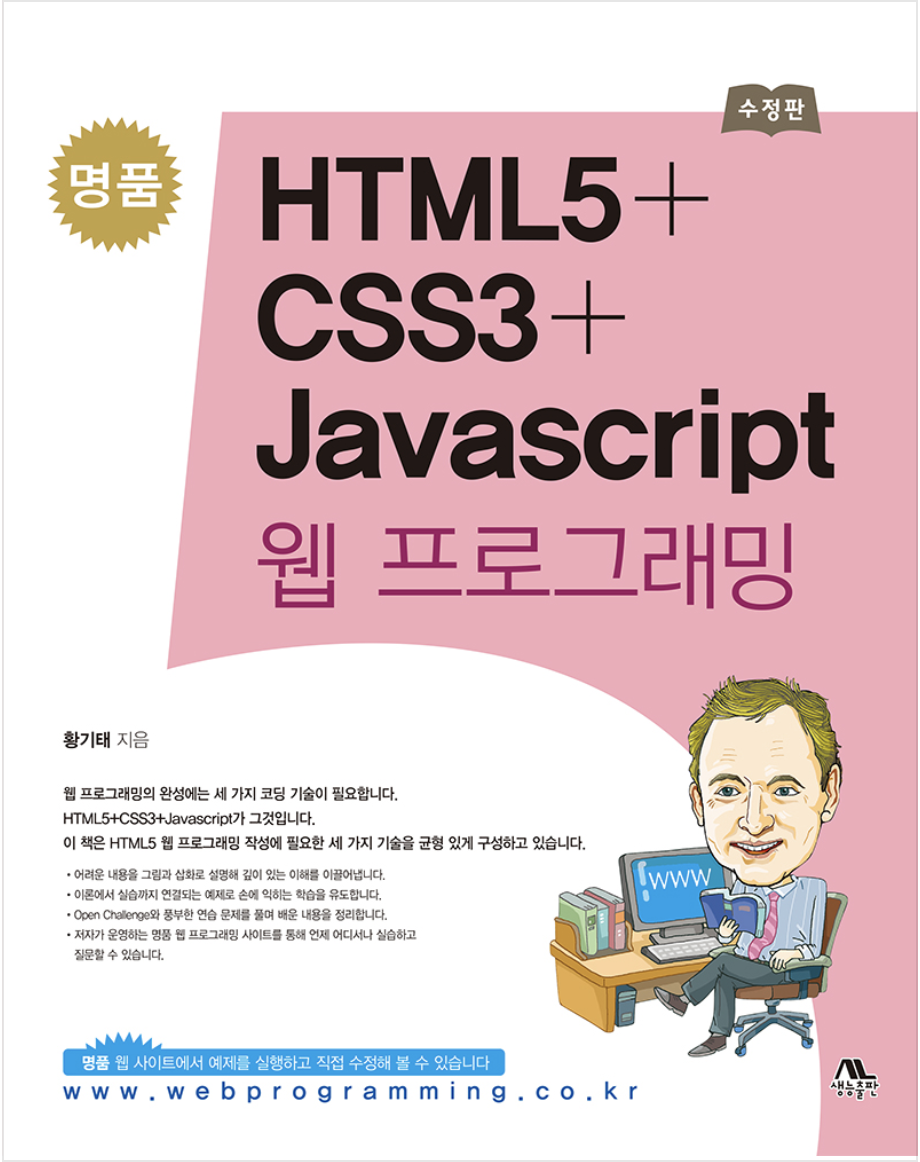 수정판
명품
HTML5+
CSS3+
Javascript
웹 프로그래밍
황기태 지음
웹 프로그래밍의 완성에는 세 가지 코딩 기술이 필요합니다.
HTML5+CSS3+Javascript가 그것입니다.
이 책은 HTML5 웹 프로그래밍 작성에 필요한 세 가지 기술을 균형 있게 구성하고 있습니다.
• 어려운 내용을 그림과 삽화로 설명해 깊이 있는 이해를 이끌어냅니다.
• 이론에서 실습까지 연결되는 예제로 손에 익히는 학습을 유도합니다.
• Open Challenge와 풍부한 연습 문제를 풀며 배운 내용을 정리합니다.
• 저자가 운영하는 명품 웹 프로그래밍 사이트를 통해 언제 어디서나 실습하고
질문할 수 있습니다.
WWW
명품 웹 사이트에서 예제를 실행하고 직접 수정해 볼 수 있습니다
www.webprogramming.co.kr
생능출판